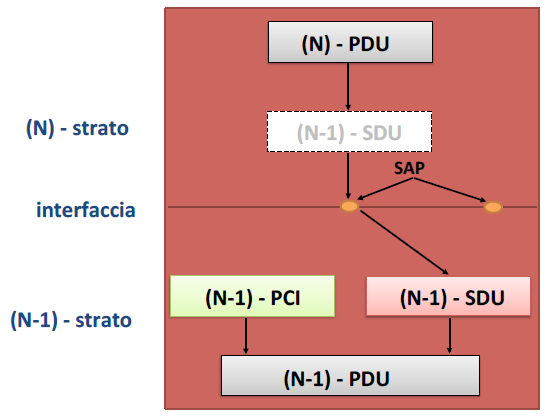 (N) - PDU
(N) - strato
(N-1) - SDU
SAP
interfaccia
(N-1) - PCI
(N-1) - SDU
(N-1) - strato
(N-1) - PDU